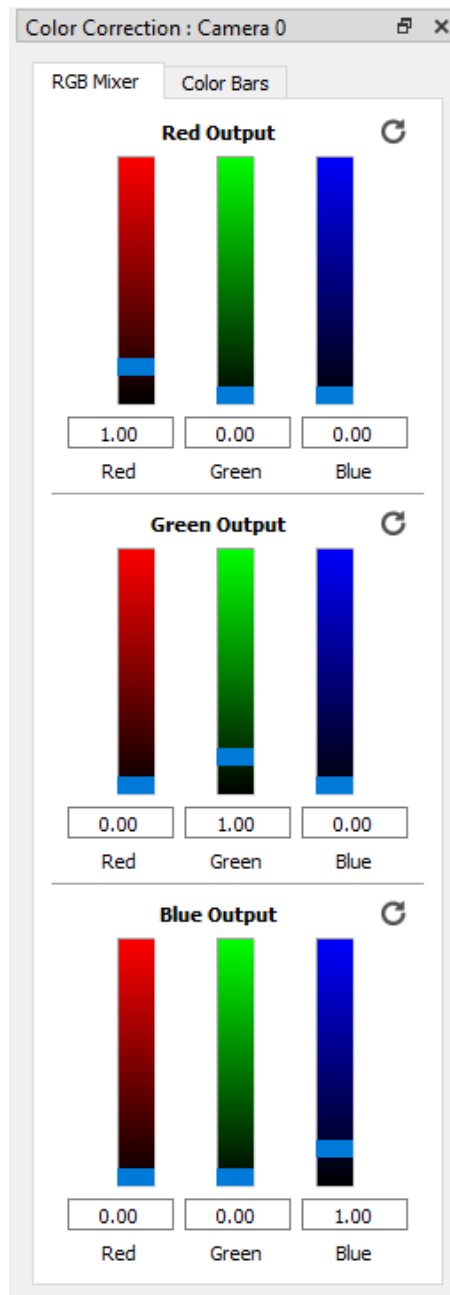 Color Correction : Camera 0
RGB Mixer Color Bars
Red Output
1.00 0.00 0.00
Red Green Blue
Green Output
0.00 1.00 0.00
Red Green Blue
Blue Output
0.00 0.00 1.00
Red Green Blue